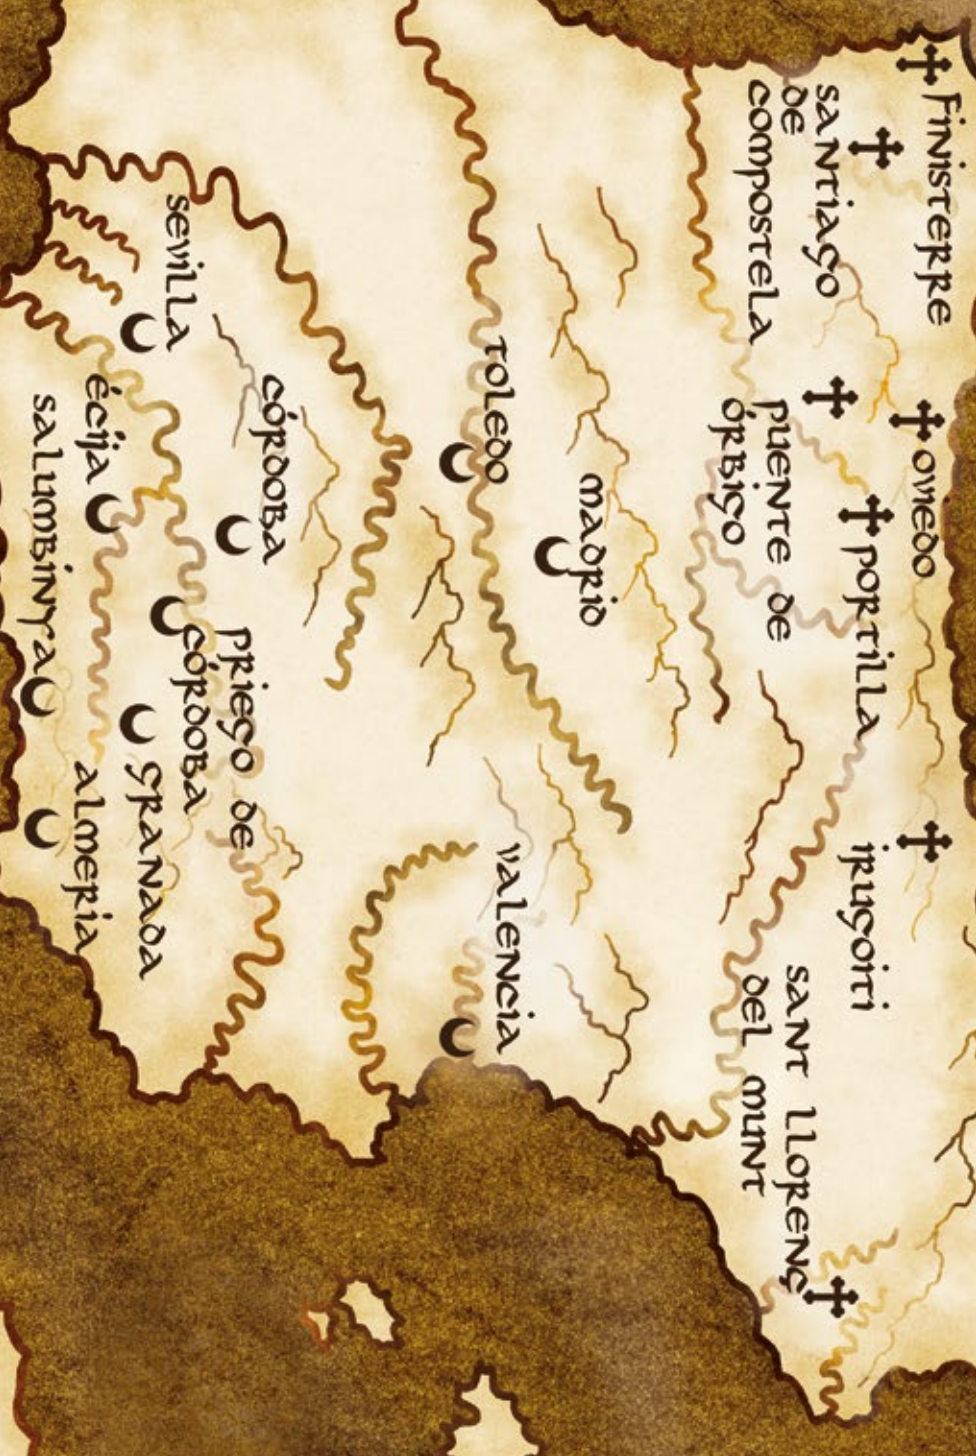 Finisterre
Santiago
de
Compostela
Oviedo
Puente de
Órbigo
Portilla
Irugoiti
Sant Llorenç
del Munt
Madrid
Toledo
Valencia
Sevilla
Córdoba
Écija
Priego de
Córdoba
Salumbinya
Granada
Almeria